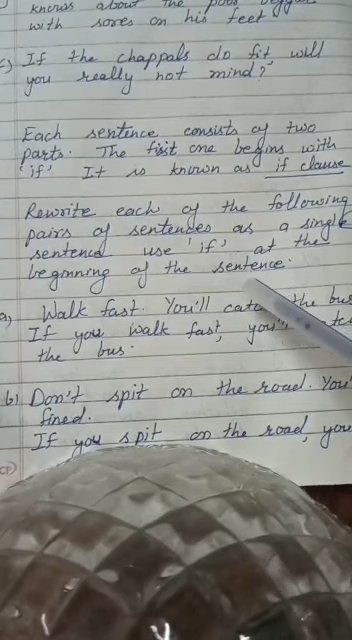 knows about the poor beggar
with sores on his feet
c) If the chappals do fit, will
you really not mind?
Each sentence consists of two
parts. The first one begins with
'if'. It is known as if clause
Rewrite each of the following
pairs of sentences as a single
sentence use 'if' at the
beginning of the sentence.
a) Walk fast. You'll the bus
If you walk fast,
the bus.
b) Don't spit on the road.
fined.
If you spit on the road, you